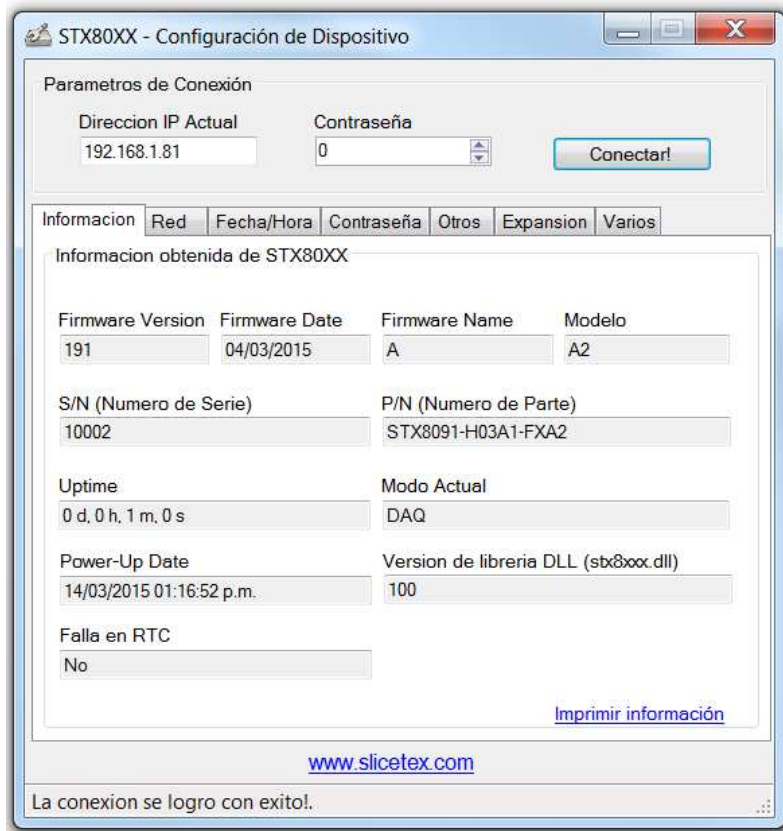 STX80XX - Configuración de Dispositivo
Parametros de Conexión
Direccion IP Actual Contraseña
192.168.1.81 0 Conectar!
Informacion Red Fecha/Hora Contraseña Otros Expansion Varios
Informacion obtenida de STX80XX
Firmware Version Firmware Date Firmware Name Modelo
191 04/03/2015 A A2
S/N (Numero de Serie) P/N (Numero de Parte)
10002 STX8091-H03A1-FXA2
Uptime Modo Actual
0 d, 0 h, 1 m, 0 s DAQ
Power-Up Date Version de libreria DLL (stx8xxx.dll)
14/03/2015 01:16:52 p.m. 100
Falla en RTC
No
Imprimir información
www.slicetex.com
La conexion se logro con exito!.